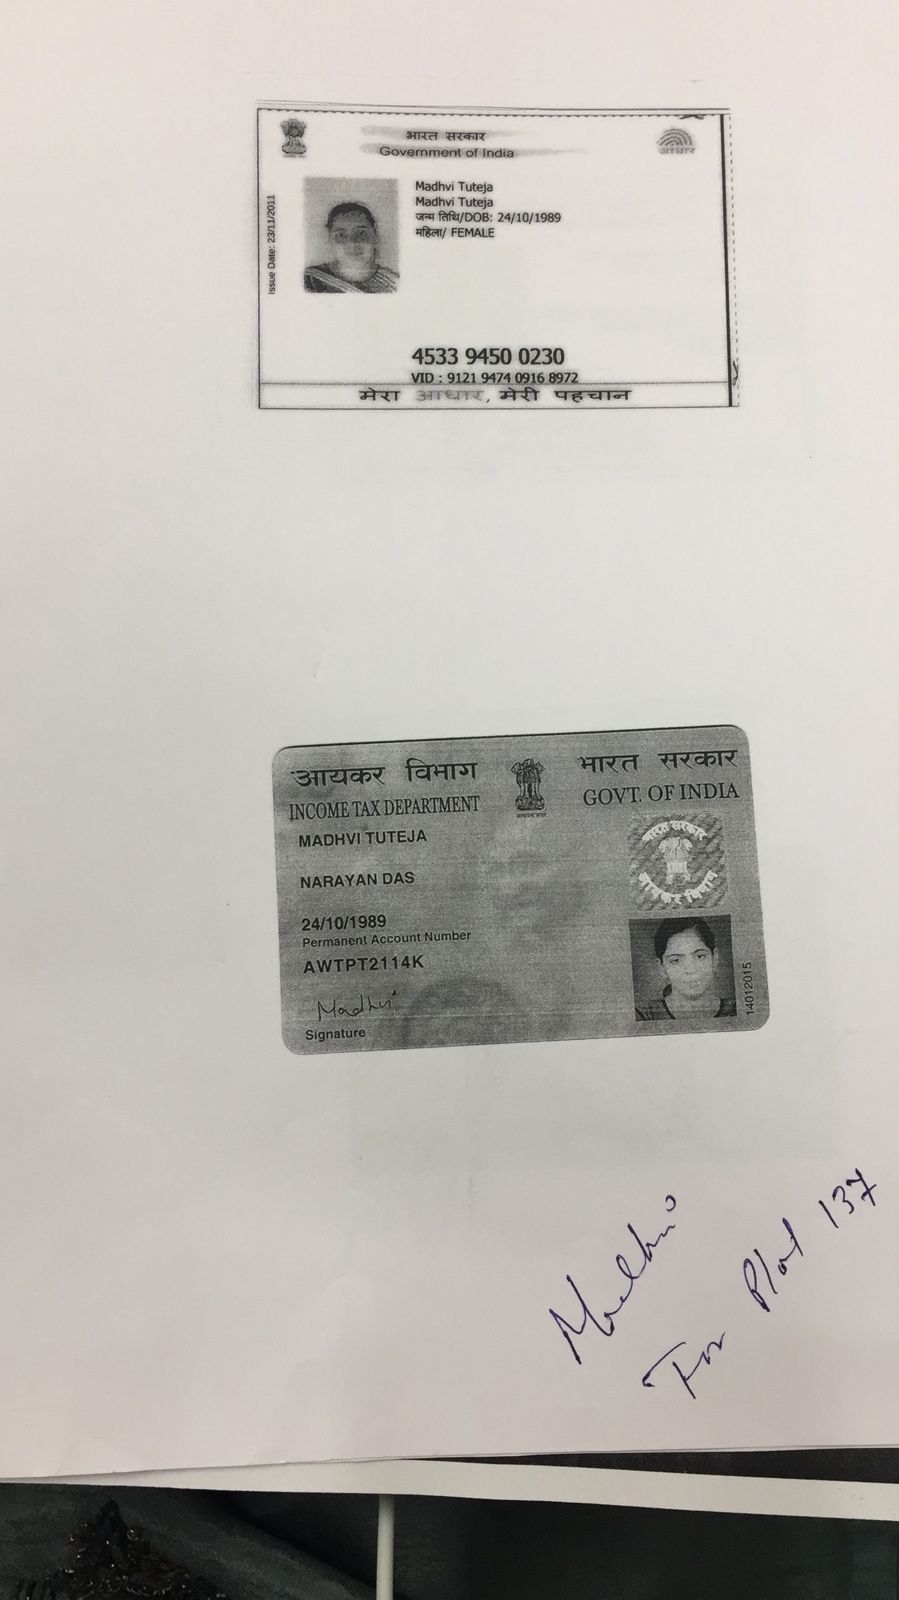 भारत सरकार
Government of India
आधार
Issue Date: 23/11/2011
Madhvi Tuteja
Madhvi Tuteja
जन्म तिथि/DOB: 24/10/1989
महिला/ FEMALE
4533 9450 0230
VID : 9121 9474 0916 8972
मेरा आधार, मेरी पहचान
आयकर विभाग
INCOME TAX DEPARTMENT
भारत सरकार
GOVT. OF INDIA
MADHVI TUTEJA
NARAYAN DAS
24/10/1989
Permanent Account Number
AWTPT2114K
Madhvi
Signature
14012015
Madhvi
For Plot 137